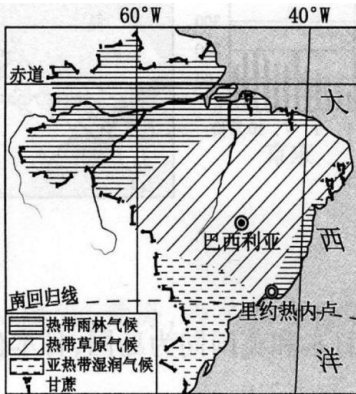 60°W
40°W
赤道
大
巴西利亚
西
南回归线
里约热内卢
热带雨林气候
洋
热带草原气候
亚热带湿润气候
甘蔗